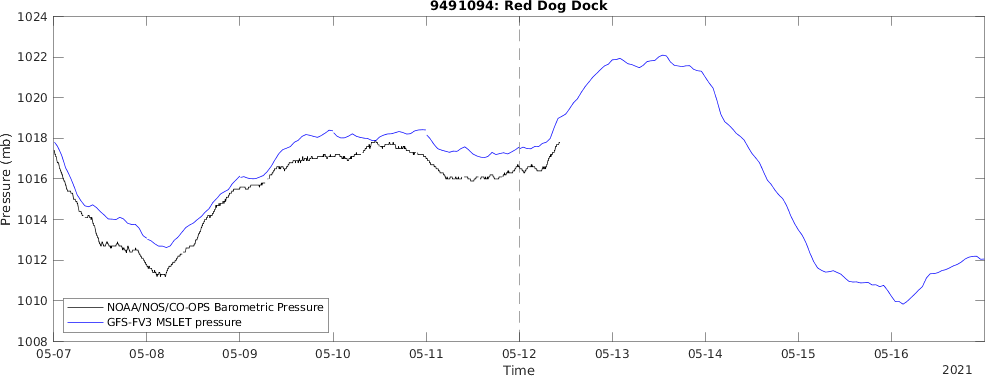 9491094: Red Dog Dock
Pressure (mb)
1024
1022
1020
1018
1016
1014
1012
1010
1008
NOAA/NOS/CO-OPS Barometric Pressure
GFS-FV3 MSLET pressure
05-07 05-08 05-09 05-10 05-11 05-12 05-13 05-14 05-15 05-16
Time
2021